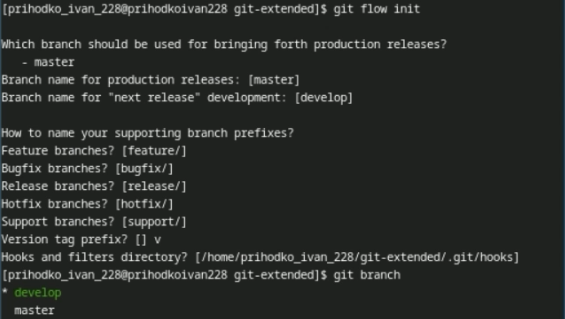 [prihodko_ivan_228@prihodkoivan228 git-extended]$ git flow init
Which branch should be used for bringing forth production releases?
- master
Branch name for production releases: [master]
Branch name for "next release" development: [develop]
How to name your supporting branch prefixes?
Feature branches? [feature/]
Bugfix branches? [bugfix/]
Release branches? [release/]
Hotfix branches? [hotfix/]
Support branches? [support/]
Version tag prefix? [] v
Hooks and filters directory? [/home/prihodko_ivan_228/git-extended/.git/hooks]
[prihodko_ivan_228@prihodkoivan228 git-extended]$ git branch
* develop
master